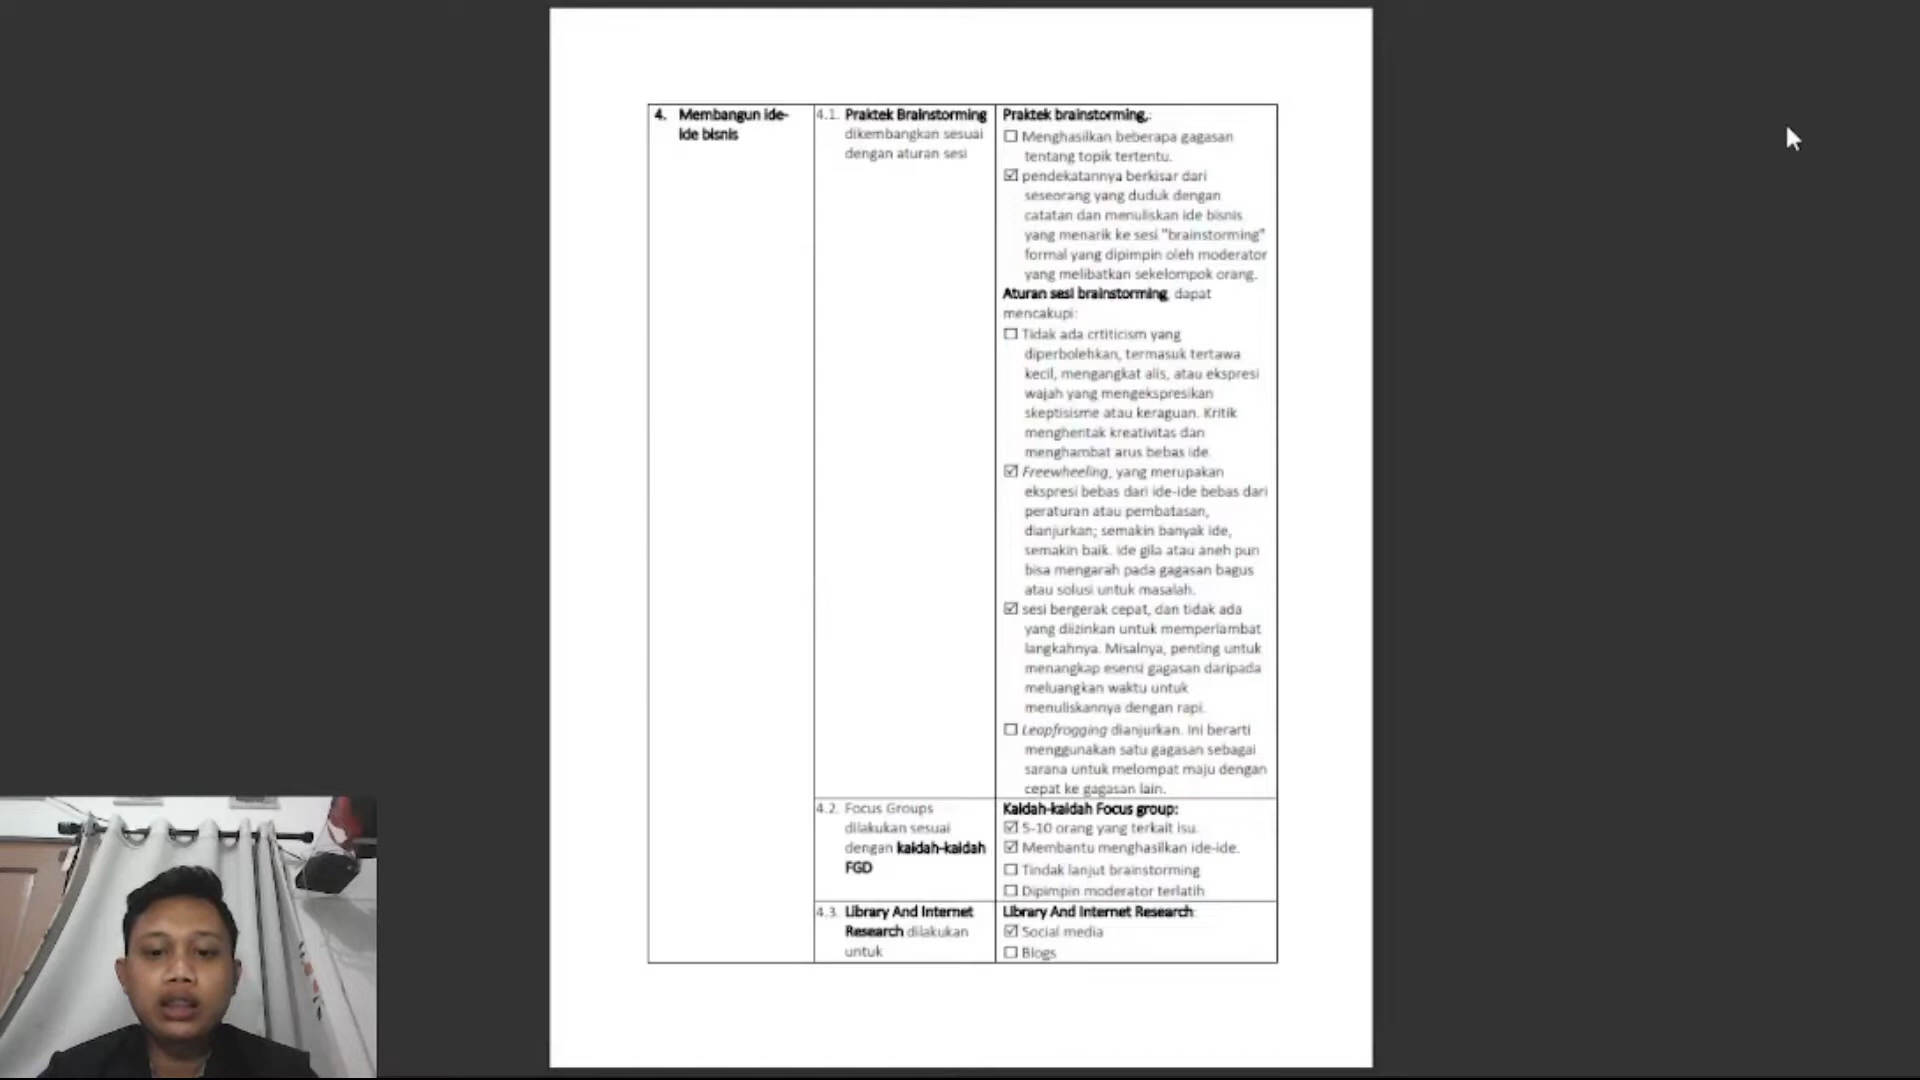 4. Membangun ide-
ide bisnis
4.1. Praktek Brainstorming
dikembangkan sesuai
dengan aturan sesi
Praktek brainstorming,:
☐ Menghasilkan beberapa gagasan
tentang topik tertentu.
☑ pendekatannya berkisar dari
seseorang yang duduk dengan
catatan dan menuliskan ide bisnis
yang menarik ke sesi "brainstorming"
formal yang dipimpin oleh moderator
yang melibatkan sekelompok orang.
Aturan sesi brainstorming, dapat
mencakupi:
☐ Tidak ada crtiticism yang
diperbolehkan, termasuk tertawa
kecil, mengangkat alis, atau ekspresi
wajah yang mengekspresikan
skeptisisme atau keraguan. Kritik
menghentak kreativitas dan
menghambat arus bebas ide.
☑ Freewheeling, yang merupakan
ekspresi bebas dari ide-ide bebas dari
peraturan atau pembatasan,
dianjurkan; semakin banyak ide,
semakin baik. ide gila atau aneh pun
bisa mengarah pada gagasan bagus
atau solusi untuk masalah.
☑ sesi bergerak cepat, dan tidak ada
yang diizinkan untuk memperlambat
langkahnya. Misalnya, penting untuk
menangkap esensi gagasan daripada
meluangkan waktu untuk
menuliskannya dengan rapi.
☐ Leapfrogging dianjurkan. Ini berarti
menggunakan satu gagasan sebagai
sarana untuk melompat maju dengan
cepat ke gagasan lain.
4.2. Focus Groups
dilakukan sesuai
dengan kaidah-kaidah
FGD
Kaidah-kaidah Focus group:
☑ 5-10 orang yang terkait isu.
☑ Membantu menghasilkan ide-ide.
☐ Tindak lanjut brainstorming
☐ Dipimpin moderator terlatih
4.3. Library And Internet
Research dilakukan
untuk
Library And Internet Research:
☑ Social media
☐ Blogs